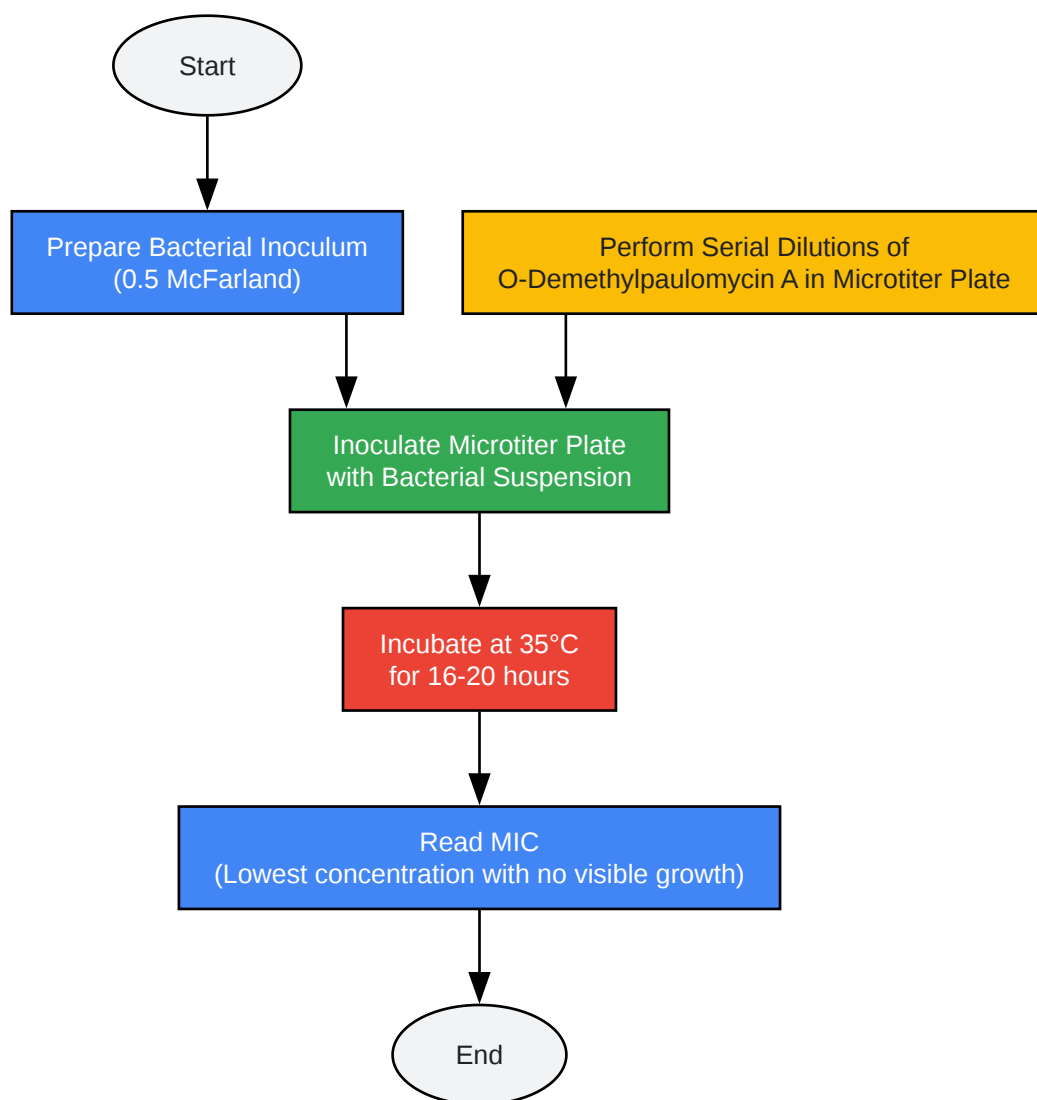 Start
Prepare Bacterial Inoculum
(0.5 McFarland)
Perform Serial Dilutions of
O-Demethylpaulomycin A in Microtiter Plate
Inoculate Microtiter Plate
with Bacterial Suspension
Incubate at 35°C
for 16-20 hours
Read MIC
(Lowest concentration with no visible growth)
End